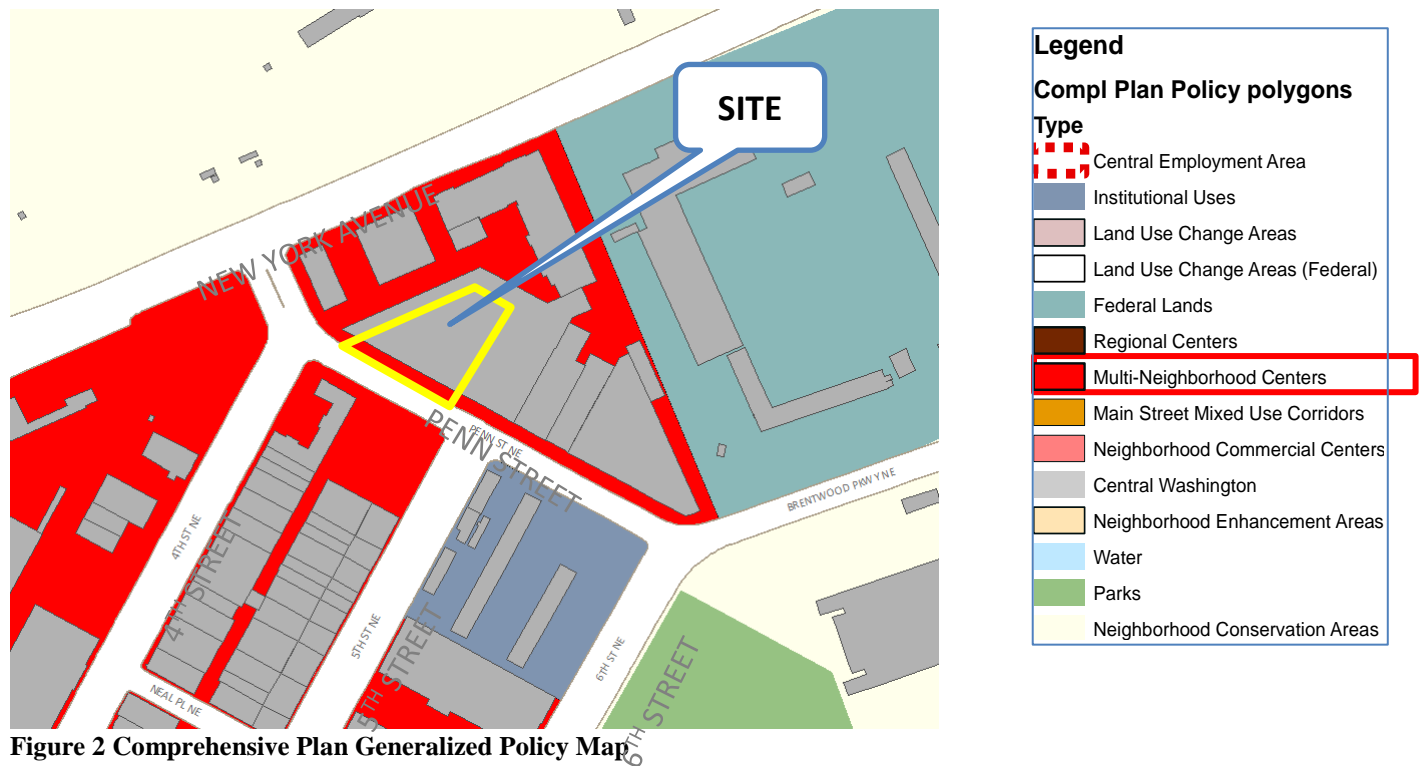 SITE
NEW YORK AVENUE
PENN STREET
PENN ST NE
BRENTWOOD PKWY NE
4TH ST NE
4TH STREET
5TH ST NE
5TH STREET
6TH ST NE
6TH STREET
NEAL PL NE
Figure 2 Comprehensive Plan Generalized Policy Map
Legend
Compl Plan Policy polygons
Type
Central Employment Area
Institutional Uses
Land Use Change Areas
Land Use Change Areas (Federal)
Federal Lands
Regional Centers
Multi-Neighborhood Centers
Main Street Mixed Use Corridors
Neighborhood Commercial Centers
Central Washington
Neighborhood Enhancement Areas
Water
Parks
Neighborhood Conservation Areas